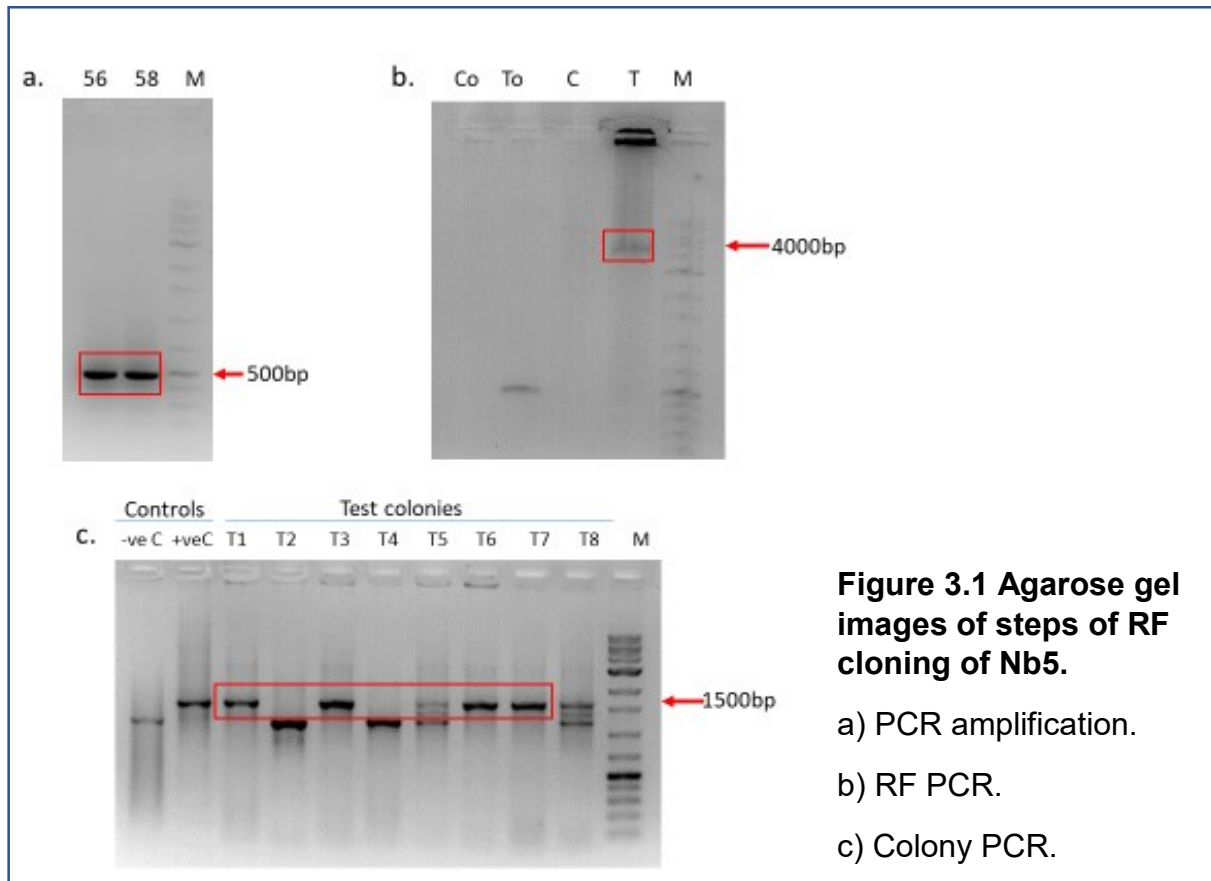 a. 56 58 M
500bp
b. Co To C T M
4000bp
Controls Test colonies
c. -ve C +veC T1 T2 T3 T4 T5 T6 T7 T8 M
1500bp
Figure 3.1 Agarose gel
images of steps of RF
cloning of Nb5.
a) PCR amplification.
b) RF PCR.
c) Colony PCR.